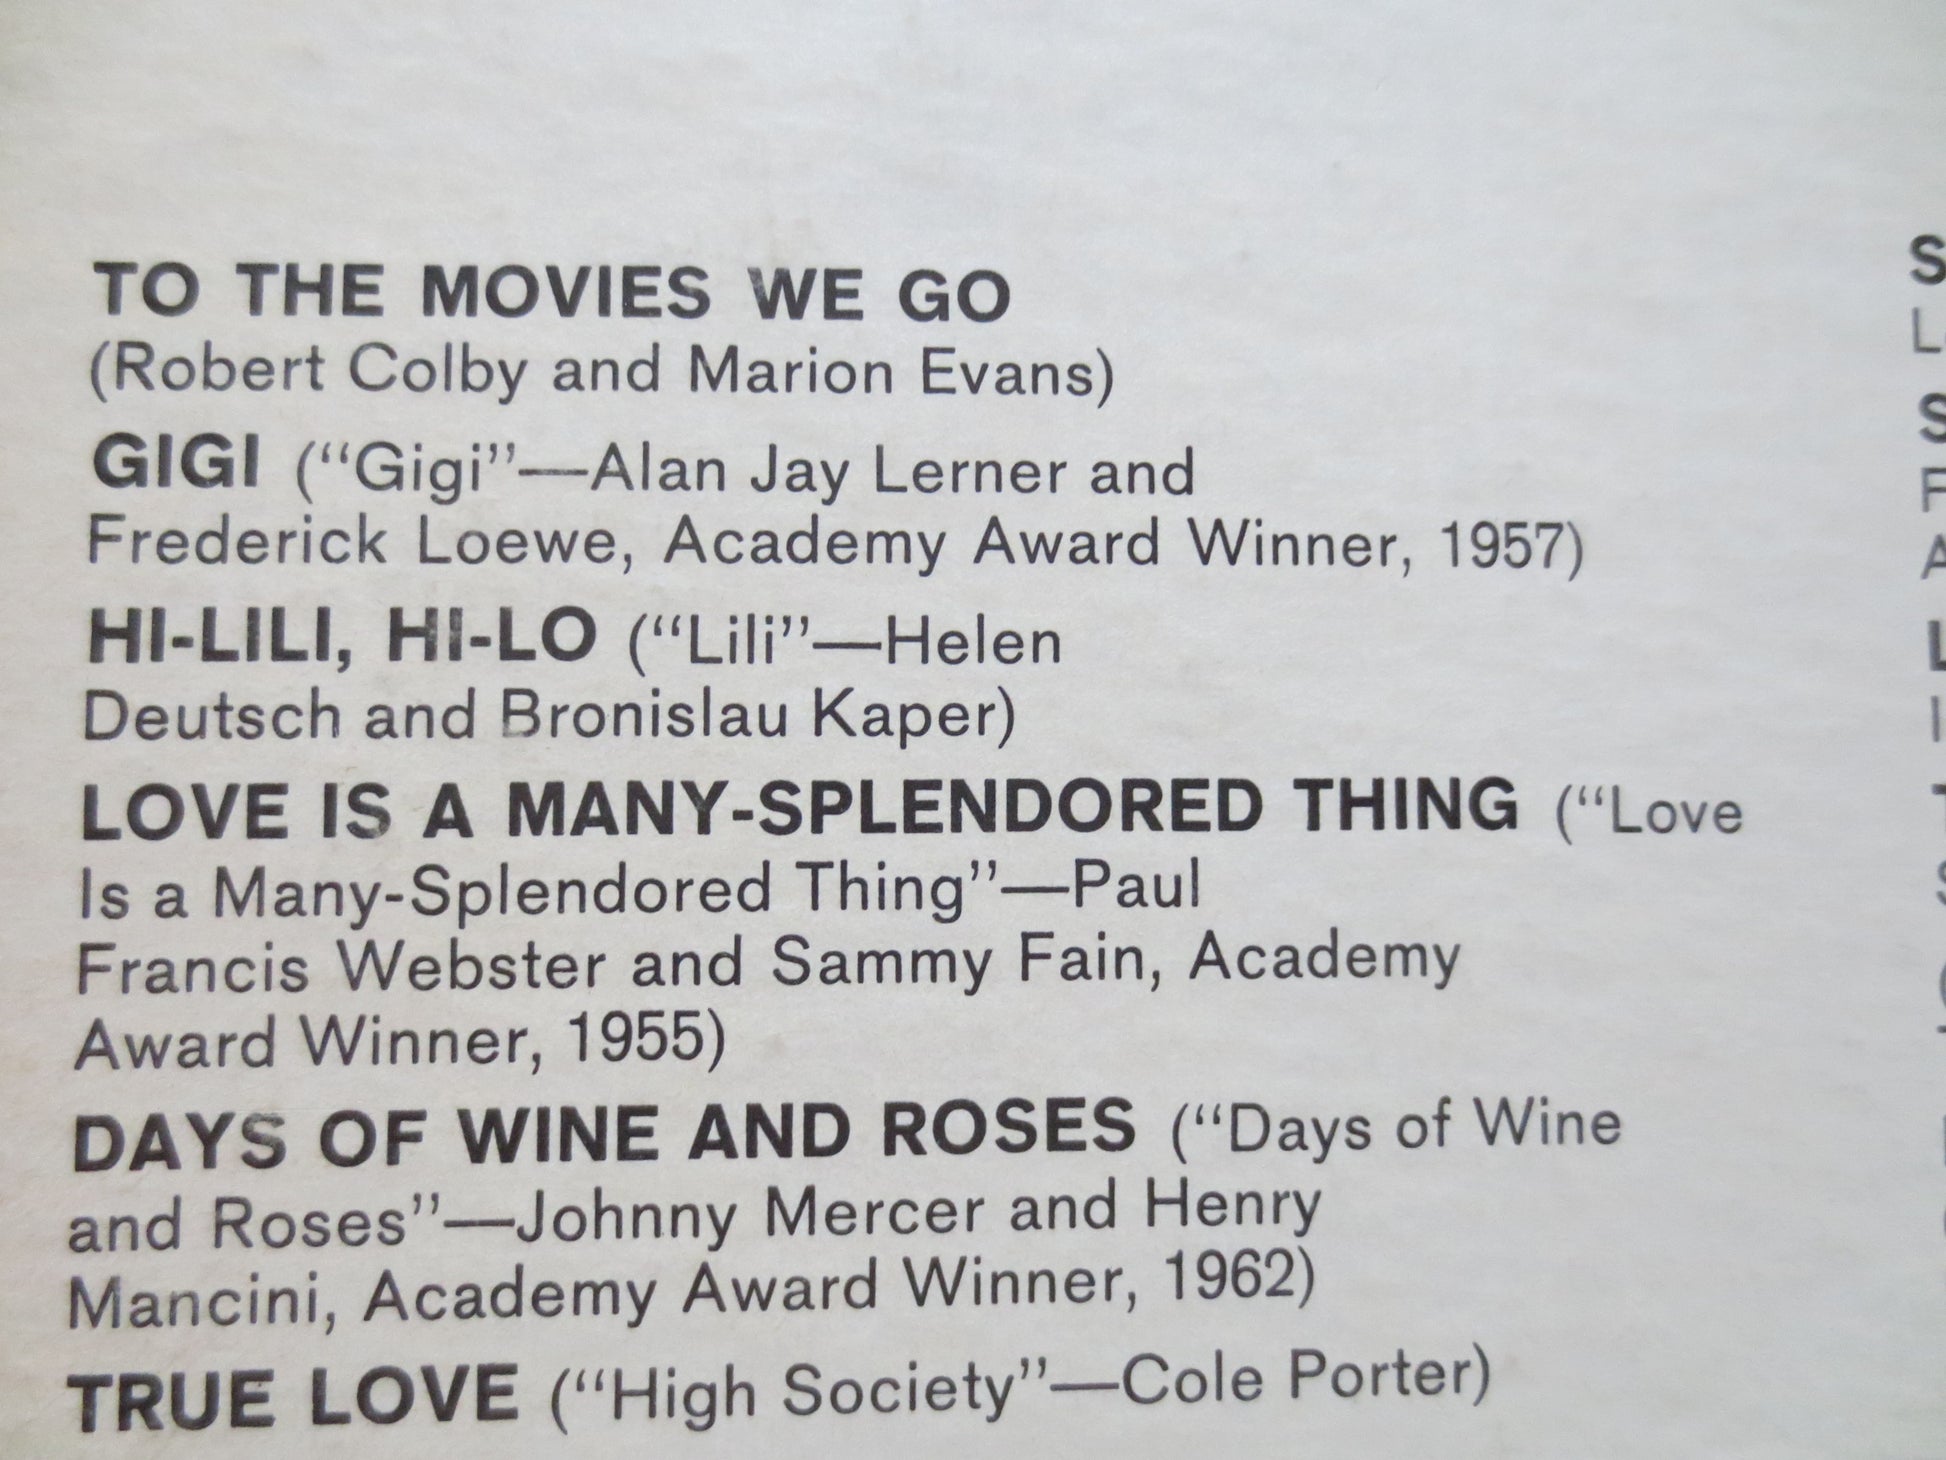 TO THE MOVIES WE GO
(Robert Colby and Marion Evans)
GIGI (“Gigi”—Alan Jay Lerner and
Frederick Loewe, Academy Award Winner, 1957)
HI-LILI, HI-LO (“Lili”—Helen
Deutsch and Bronislau Kaper)
LOVE IS A MANY-SPLENDORED THING (“Love
Is a Many-Splendored Thing”—Paul
Francis Webster and Sammy Fain, Academy
Award Winner, 1955)
DAYS OF WINE AND ROSES (“Days of Wine
and Roses”—Johnny Mercer and Henry
Mancini, Academy Award Winner, 1962)
TRUE LOVE (“High Society”—Cole Porter)